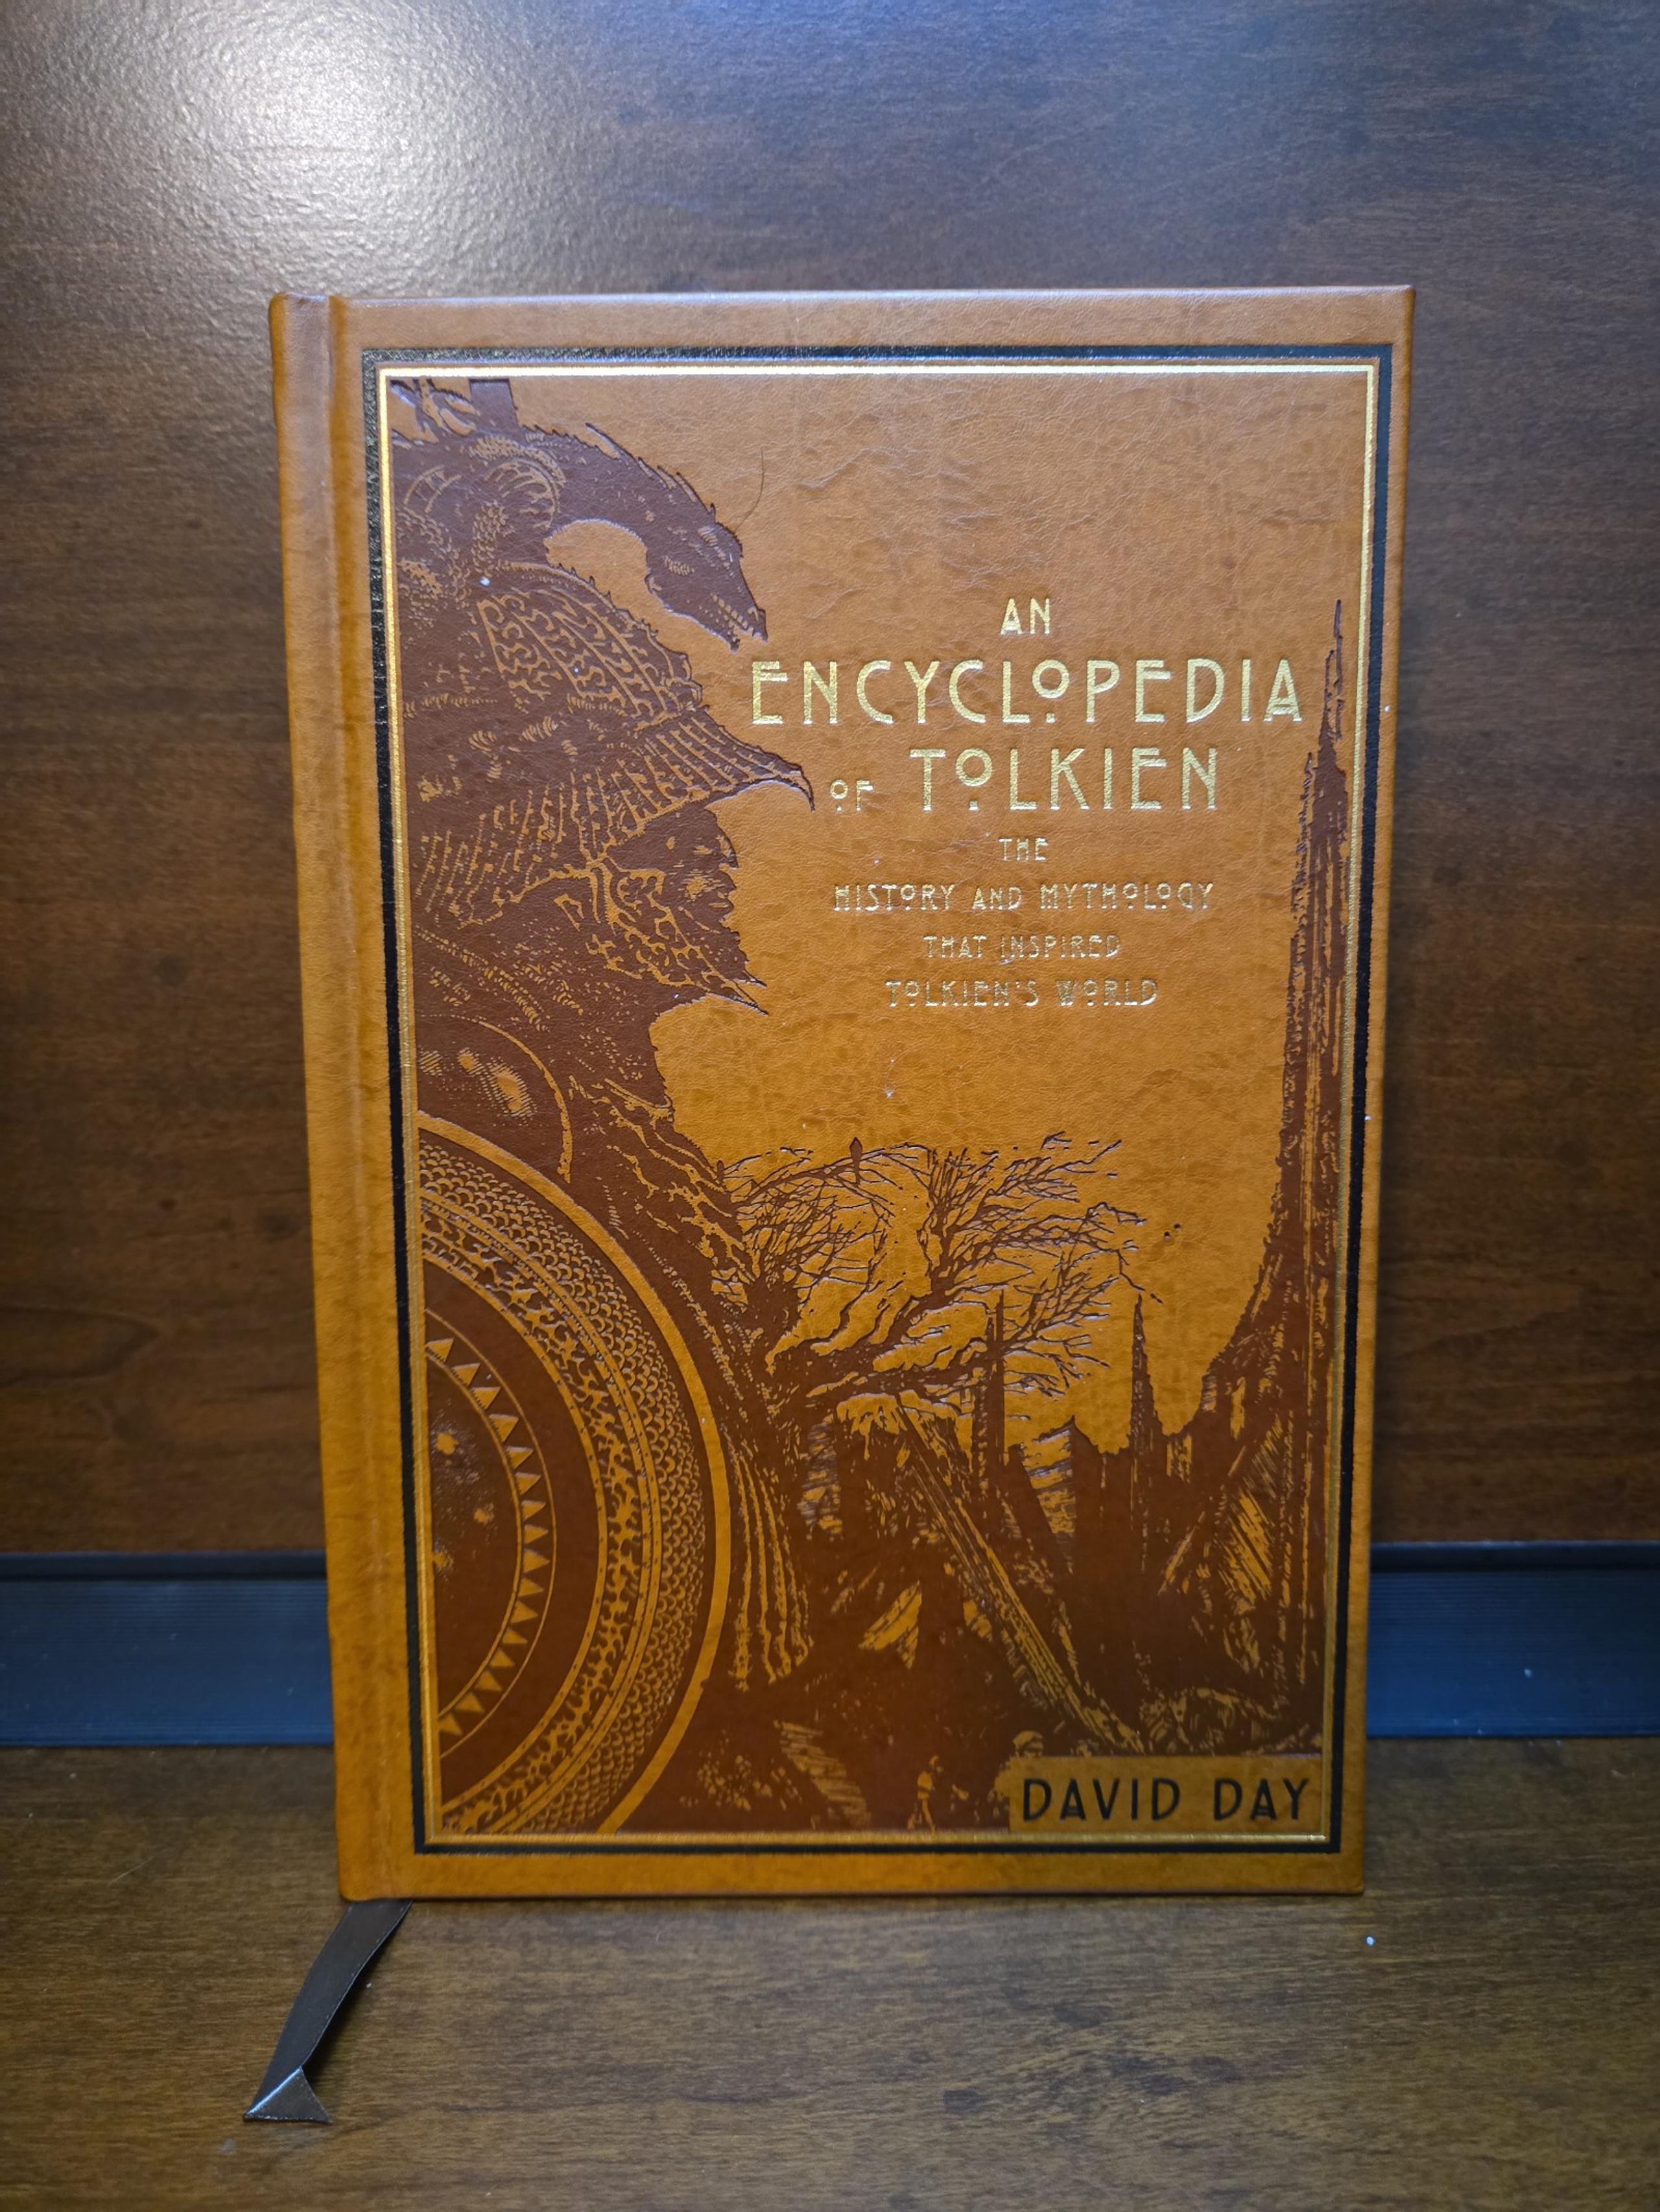 AN
ENCYCLOPEDIA
OF TOLKIEN
THE
HISTORY AND MYTHOLOGY
THAT INSPIRED
TOLKIEN'S WORLD
DAVID DAY